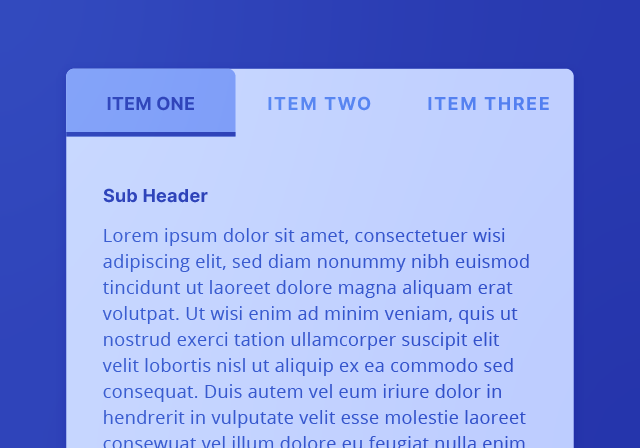 ITEM ONE ITEM TWO ITEM THREE
Sub Header
Lorem ipsum dolor sit amet, consectetuer wisi
adipiscing elit, sed diam nonummy nibh euismod
tincidunt ut laoreet dolore magna aliquam erat
volutpat. Ut wisi enim ad minim veniam, quis ut
nostrud exerci tation ullamcorper suscipit elit
velit lobortis nisl ut aliquip ex ea commodo sed
consequat. Duis autem vel eum iriure dolor in
hendrerit in vulputate velit esse molestie laoreet
consewuat vel illum dolore eu feugiat nulla enim